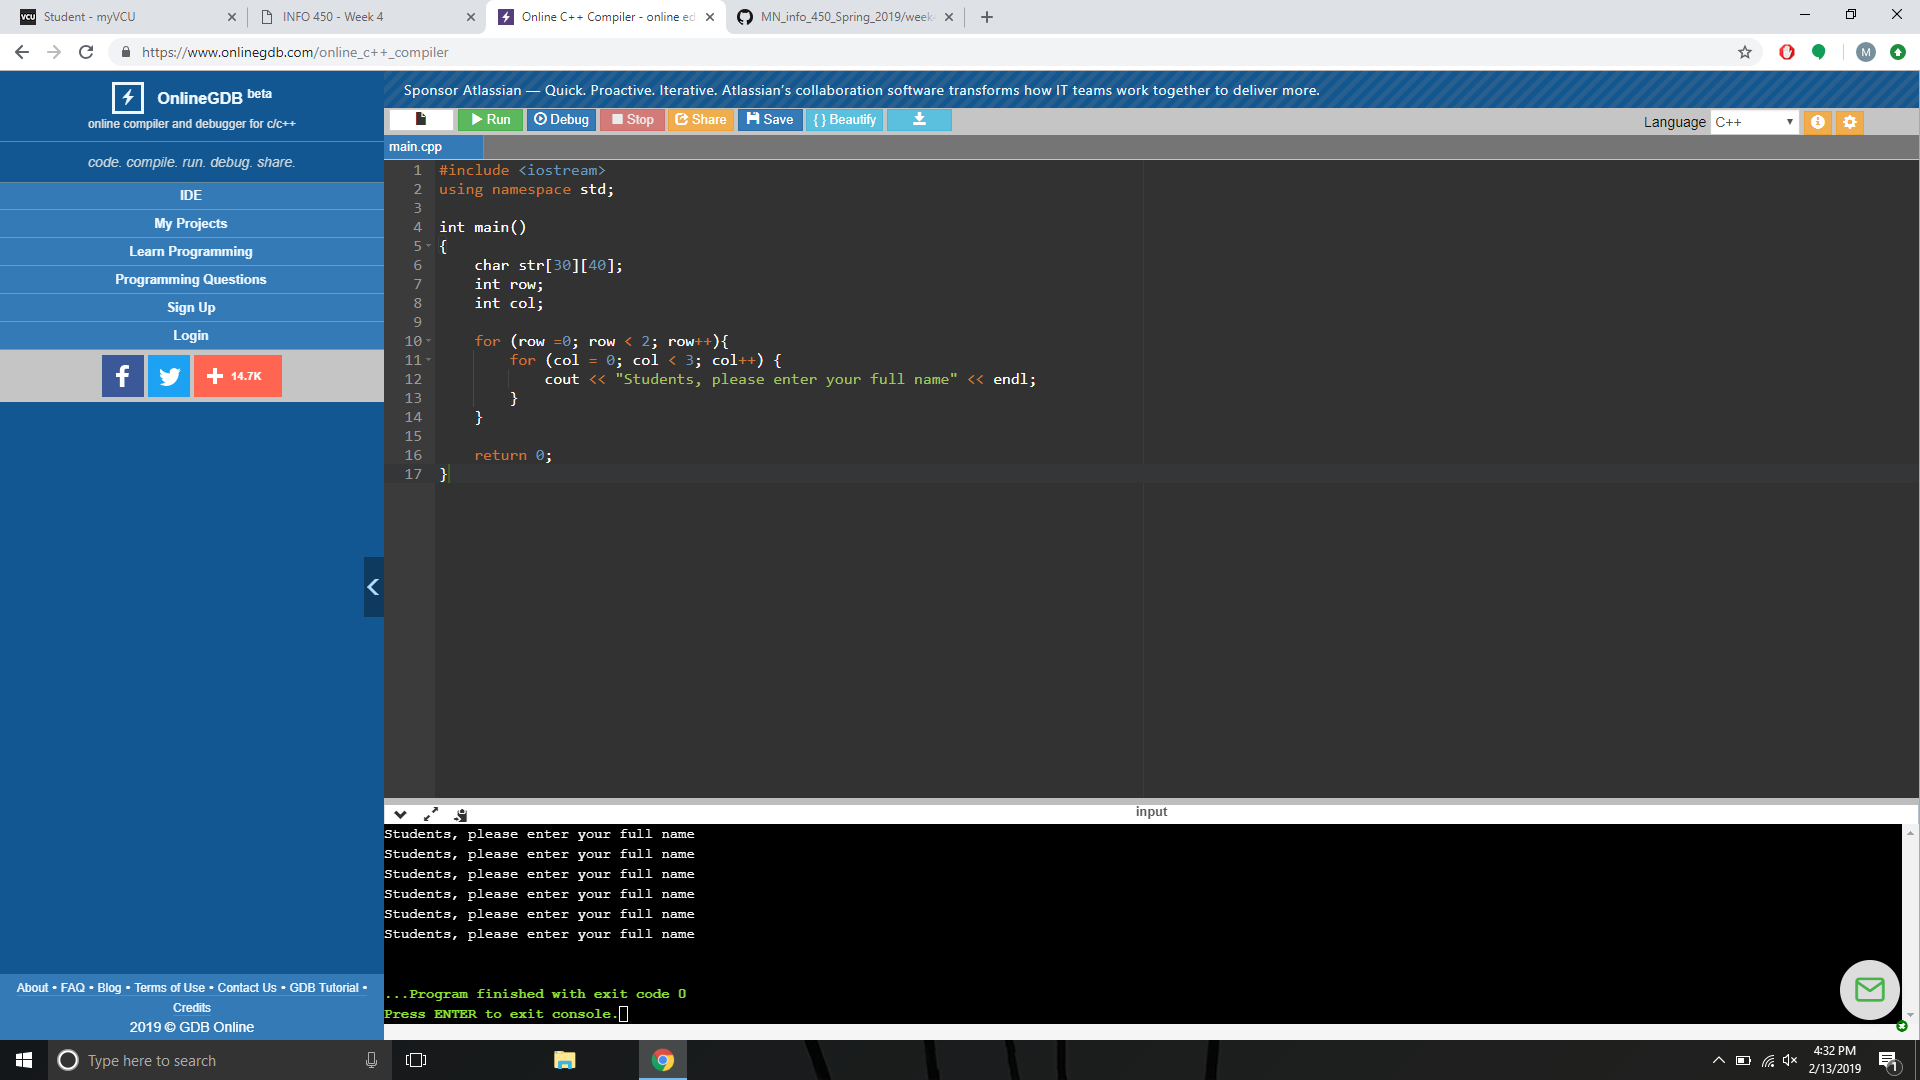 Student - myVCU
INFO 450 - Week 4
Online C++ Compiler - online ed
MN_info_450_Spring_2019/week
https://www.onlinegdb.com/online_c++_compiler
M
OnlineGDB beta
online compiler and debugger for c/c++
code. compile. run. debug. share.
IDE
My Projects
Learn Programming
Programming Questions
Sign Up
Login
14.7K
About • FAQ • Blog • Terms of Use • Contact Us • GDB Tutorial •
Credits
2019 © GDB Online
Sponsor Atlassian — Quick. Proactive. Iterative. Atlassian's collaboration software transforms how IT teams work together to deliver more.
Run Debug Stop Share Save { } Beautify
Language C++
main.cpp
1 #include <iostream>
2 using namespace std;
3
4 int main()
5 {
6 char str[30][40];
7 int row;
8 int col;
9
10 for (row =0; row < 2; row++){
11 for (col = 0; col < 3; col++) {
12 cout << "Students, please enter your full name" << endl;
13 }
14 }
15
16 return 0;
17 }
input
Students, please enter your full name
Students, please enter your full name
Students, please enter your full name
Students, please enter your full name
Students, please enter your full name
Students, please enter your full name
...Program finished with exit code 0
Press ENTER to exit console.
Type here to search
4:32 PM
2/13/2019
1